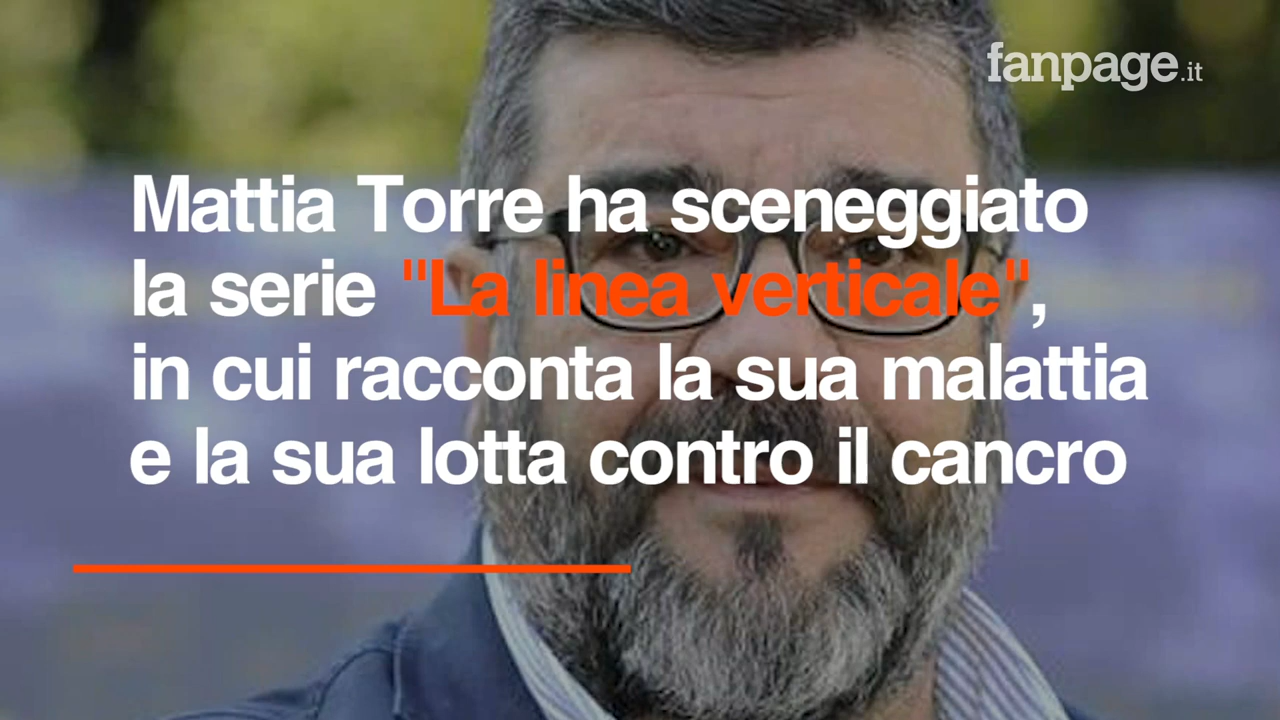 fanpage.it
Mattia Torre ha sceneggiato
la serie "La linea verticale",
in cui racconta la sua malattia
e la sua lotta contro il cancro